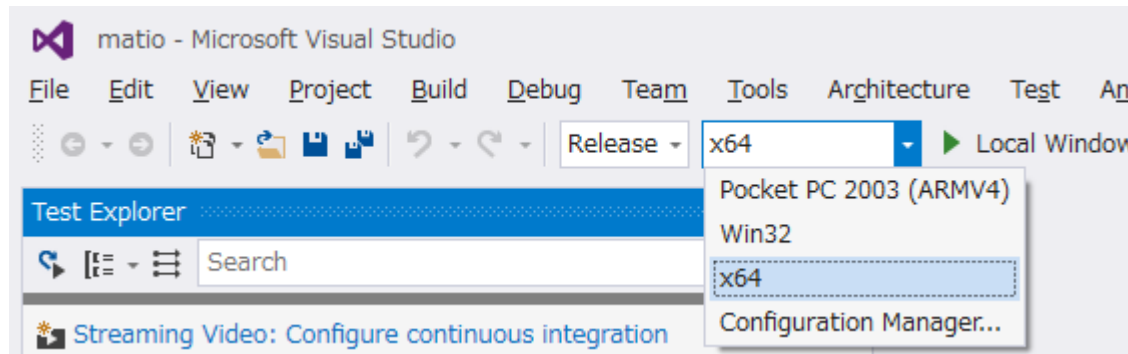 matio - Microsoft Visual Studio
File Edit View Project Build Debug Team Tools Architecture Test
Release x64 Local
Pocket PC 2003 (ARMV4)
Test Explorer
Win32
Search
x64
Streaming Video: Configure continuous integration
Configuration Manager...